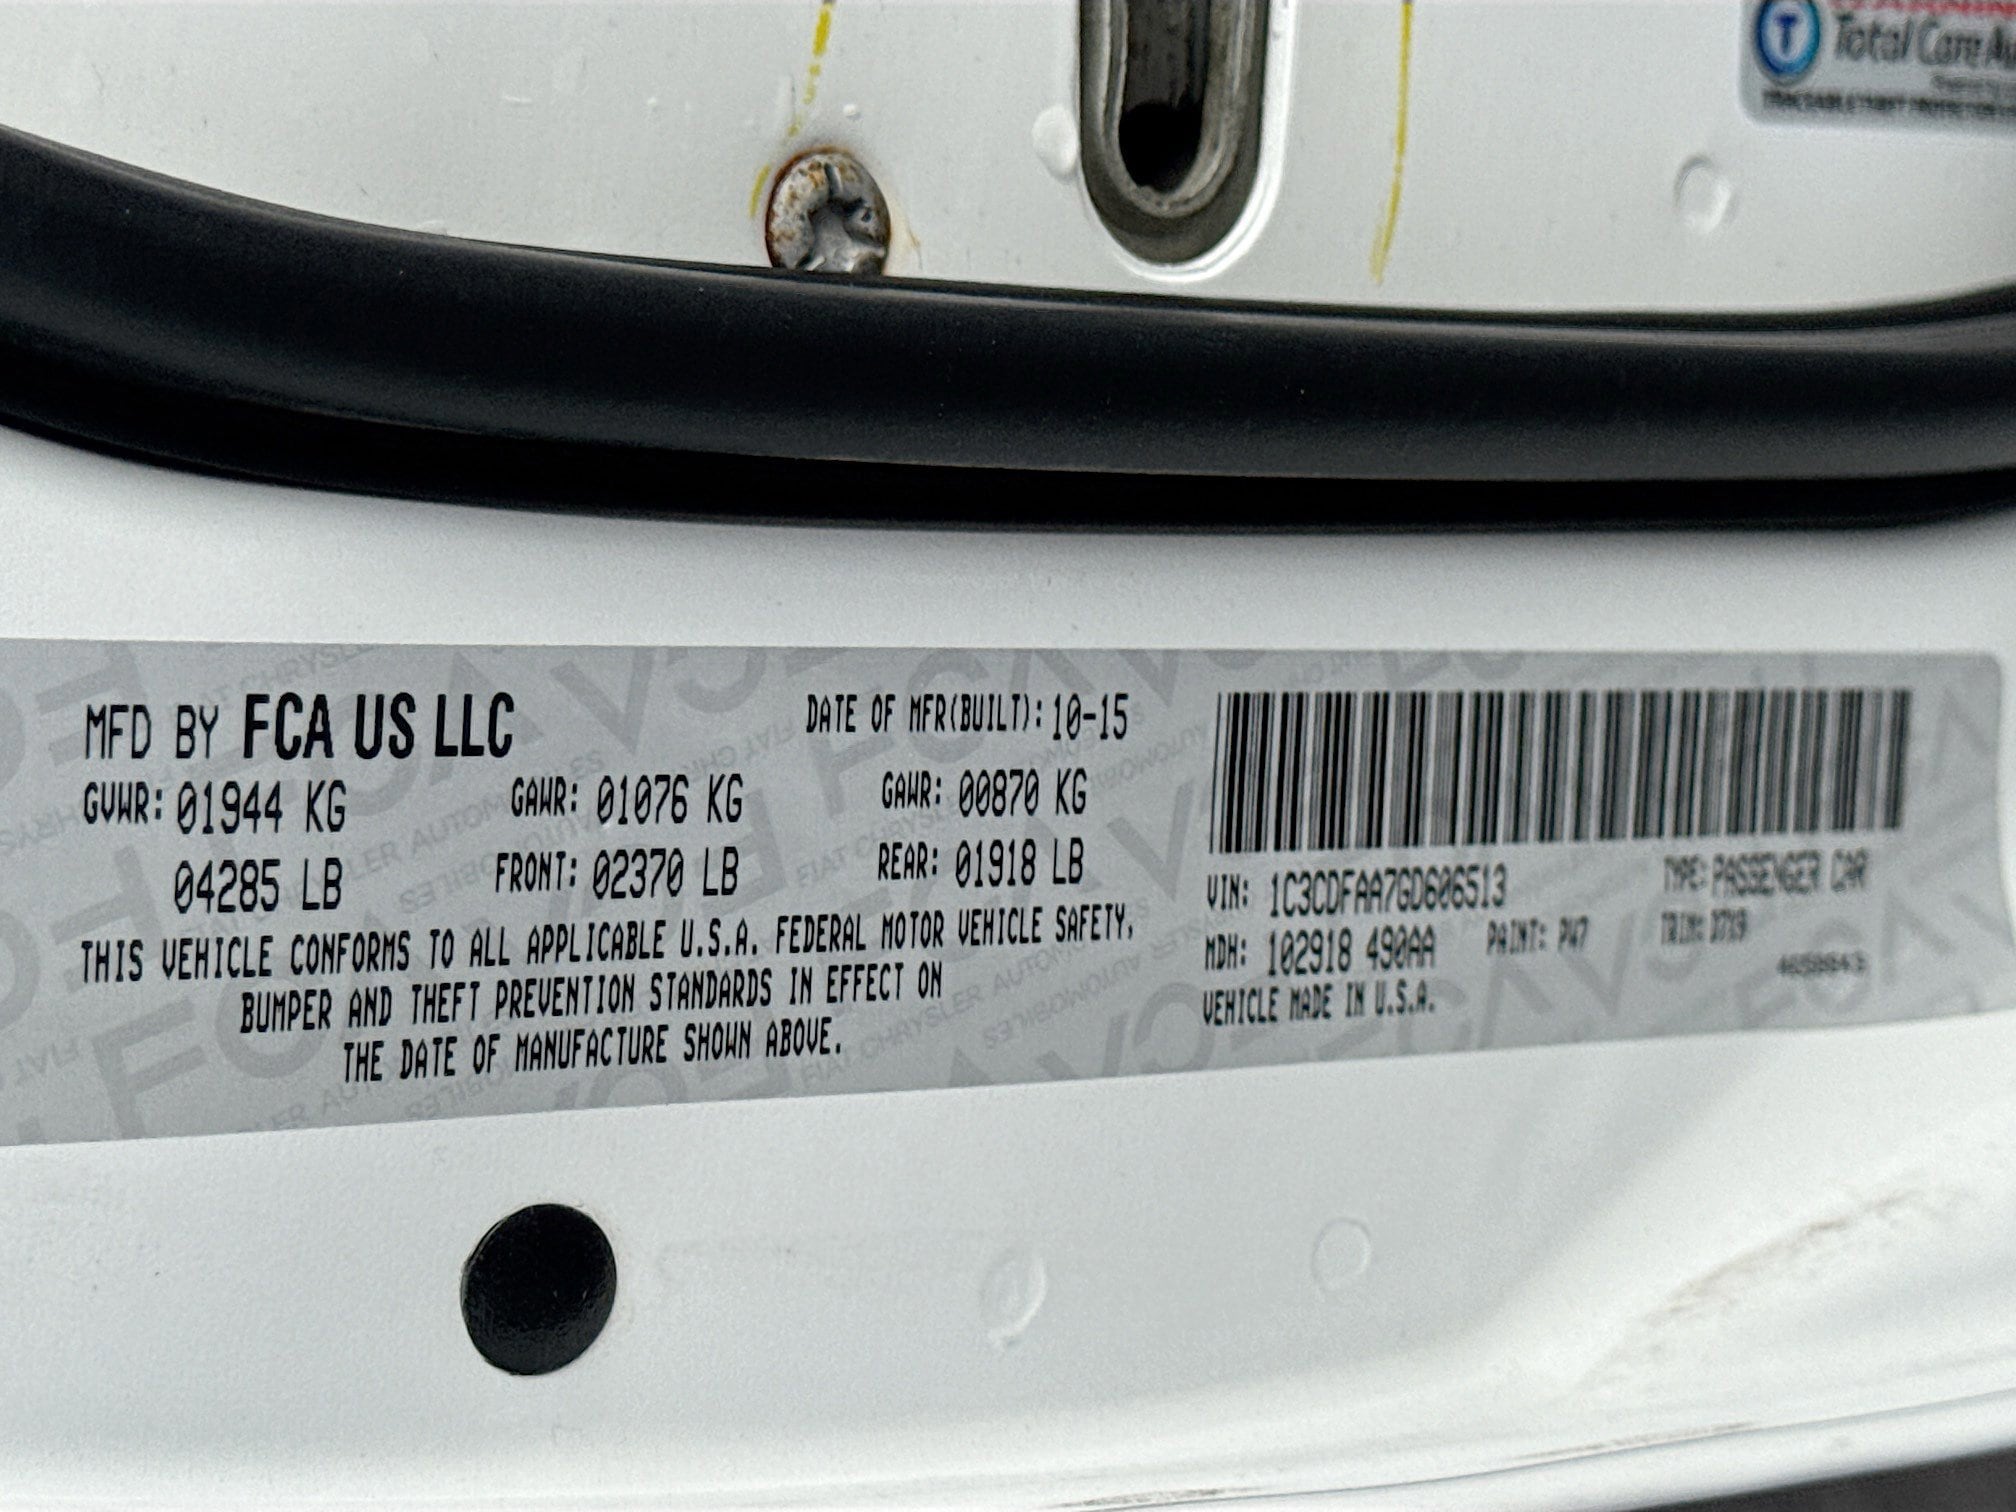 Total Care
MFD BY FCA US LLC DATE OF MFR(BUILT): 10-15
GVWR: 01944 KG GAWR: 01076 KG GAWR: 00870 KG
04285 LB FRONT: 02370 LB REAR: 01918 LB
THIS VEHICLE CONFORMS TO ALL APPLICABLE U.S.A. FEDERAL MOTOR VEHICLE SAFETY,
BUMPER AND THEFT PREVENTION STANDARDS IN EFFECT ON
THE DATE OF MANUFACTURE SHOWN ABOVE.
VIN: 1C3CDFAA7GD606513 TYPE: PASSENGER CAR
MDH: 102918 490AA PAINT: PW7 TRIM: D719
VEHICLE MADE IN U.S.A.